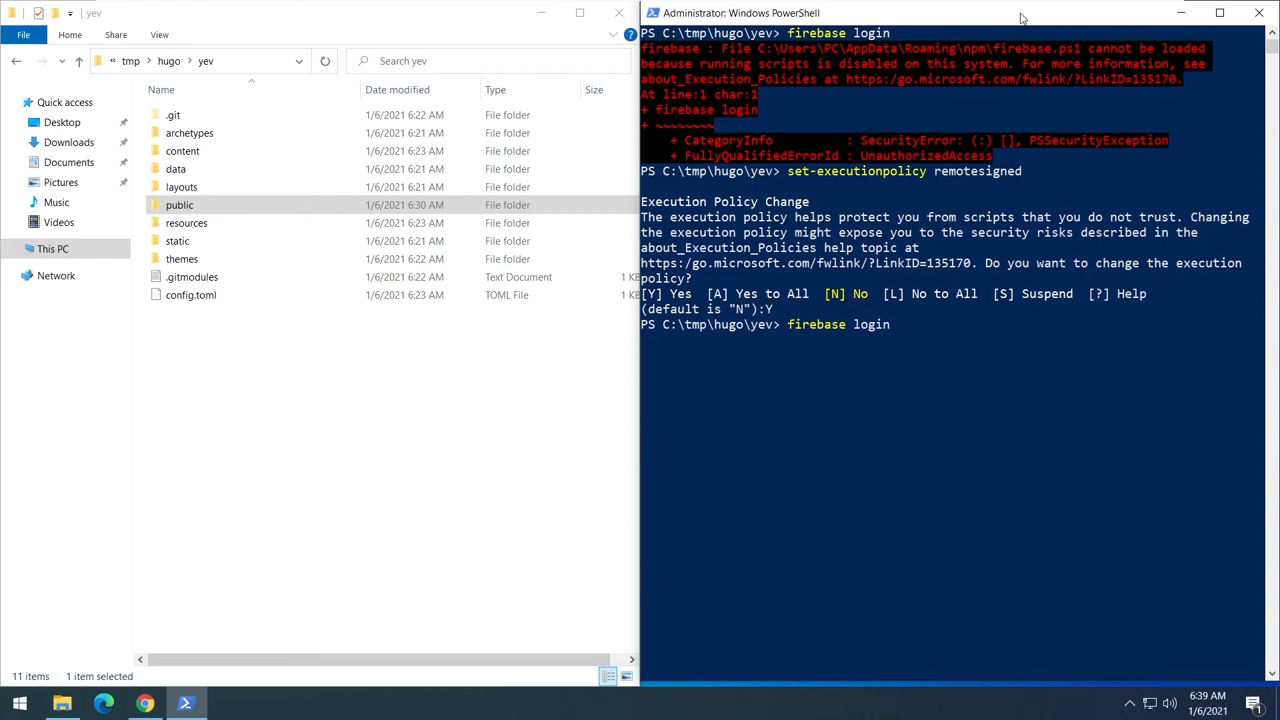 yev
File
Home
Share
View
tmp
hugo
yev
Search yev
Name
Date modified
Type
Size
Quick access
Desktop
Downloads
Documents
Pictures
Music
Videos
This PC
Network
.git 1/6/2021 6:22 AM File folder
archetypes 1/6/2021 6:21 AM File folder
content 1/6/2021 6:23 AM File folder
data 1/6/2021 6:21 AM File folder
layouts 1/6/2021 6:21 AM File folder
public 1/6/2021 6:30 AM File folder
resources 1/6/2021 6:23 AM File folder
static 1/6/2021 6:21 AM File folder
themes 1/6/2021 6:22 AM File folder
.gitmodules 1/6/2021 6:22 AM Text Document 1 KB
config.toml 1/6/2021 6:23 AM TOML File 1 KB
11 items
1 item selected
Administrator: Windows PowerShell
PS C:\tmp\hugo\yev> firebase login
firebase : File C:\Users\PC\AppData\Roaming\npm\firebase.ps1 cannot be loaded
because running scripts is disabled on this system. For more information, see
about_Execution_Policies at https:/go.microsoft.com/fwlink/?LinkID=135170.
At line:1 char:1
+ firebase login
+ ~~~~~~~~
+ CategoryInfo : SecurityError: (:) [], PSSecurityException
+ FullyQualifiedErrorId : UnauthorizedAccess
PS C:\tmp\hugo\yev> set-executionpolicy remotesigned
Execution Policy Change
The execution policy helps protect you from scripts that you do not trust. Changing
the execution policy might expose you to the security risks described in the
about_Execution_Policies help topic at
https:/go.microsoft.com/fwlink/?LinkID=135170. Do you want to change the execution
policy?
[Y] Yes [A] Yes to All [N] No [L] No to All [S] Suspend [?] Help
(default is "N"):Y
PS C:\tmp\hugo\yev> firebase login
6:39 AM
1/6/2021
1